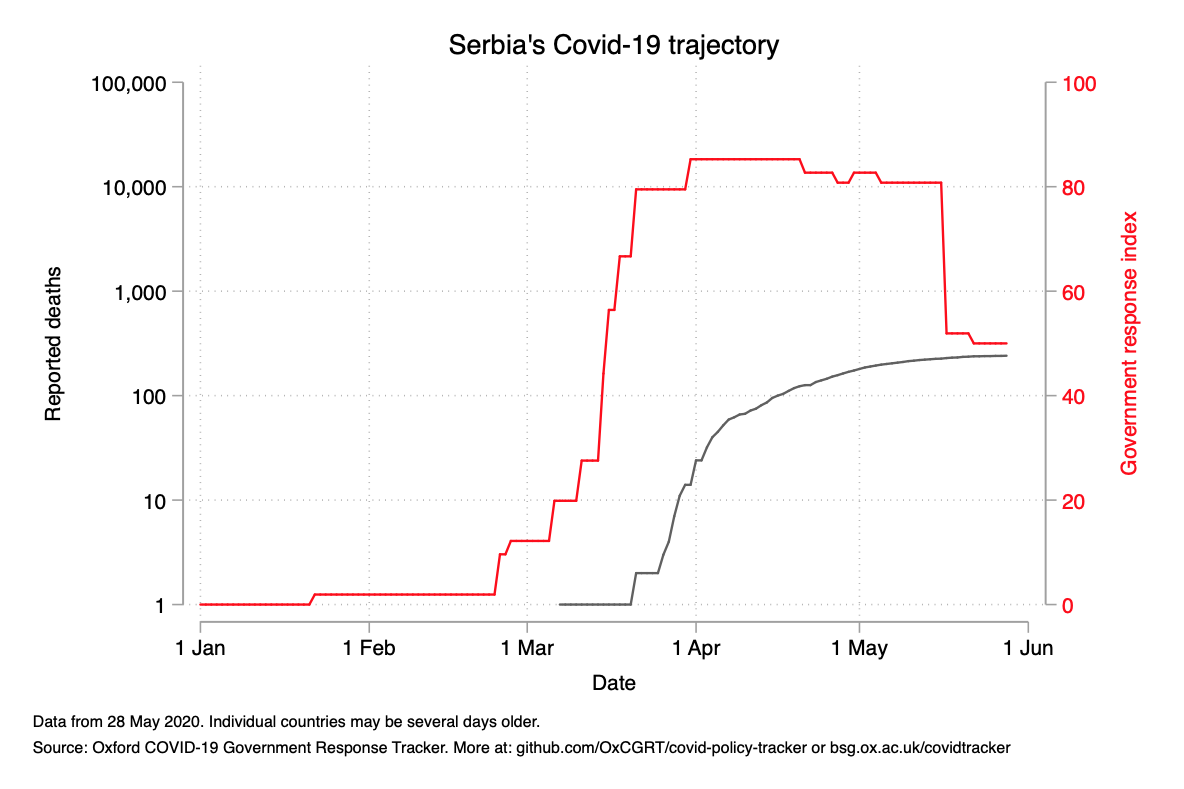 Serbia's Covid-19 trajectory
100,000
10,000
1,000
100
10
1
Reported deaths
100
80
60
40
20
0
Government response index
1 Jan
1 Feb
1 Mar
1 Apr
1 May
1 Jun
Date
Data from 28 May 2020. Individual countries may be several days older.
Source: Oxford COVID-19 Government Response Tracker. More at: github.com/OxCGRT/covid-policy-tracker or bsg.ox.ac.uk/covidtracker